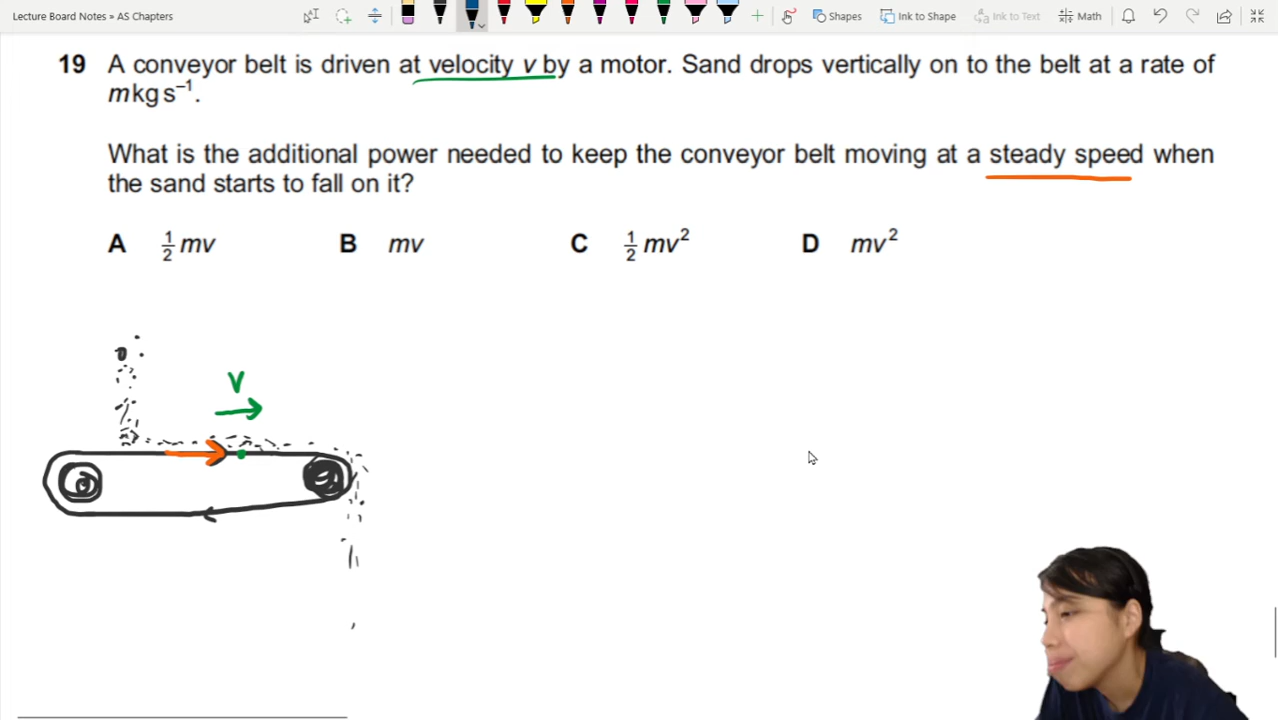 Lecture Board Notes » AS Chapters
Shapes
Ink to Shape
Ink to Text
Math
19 A conveyor belt is driven at velocity v by a motor. Sand drops vertically on to the belt at a rate of
m kg s⁻¹.
What is the additional power needed to keep the conveyor belt moving at a steady speed when
the sand starts to fall on it?
A ½mv B mv C ½mv² D mv²
v